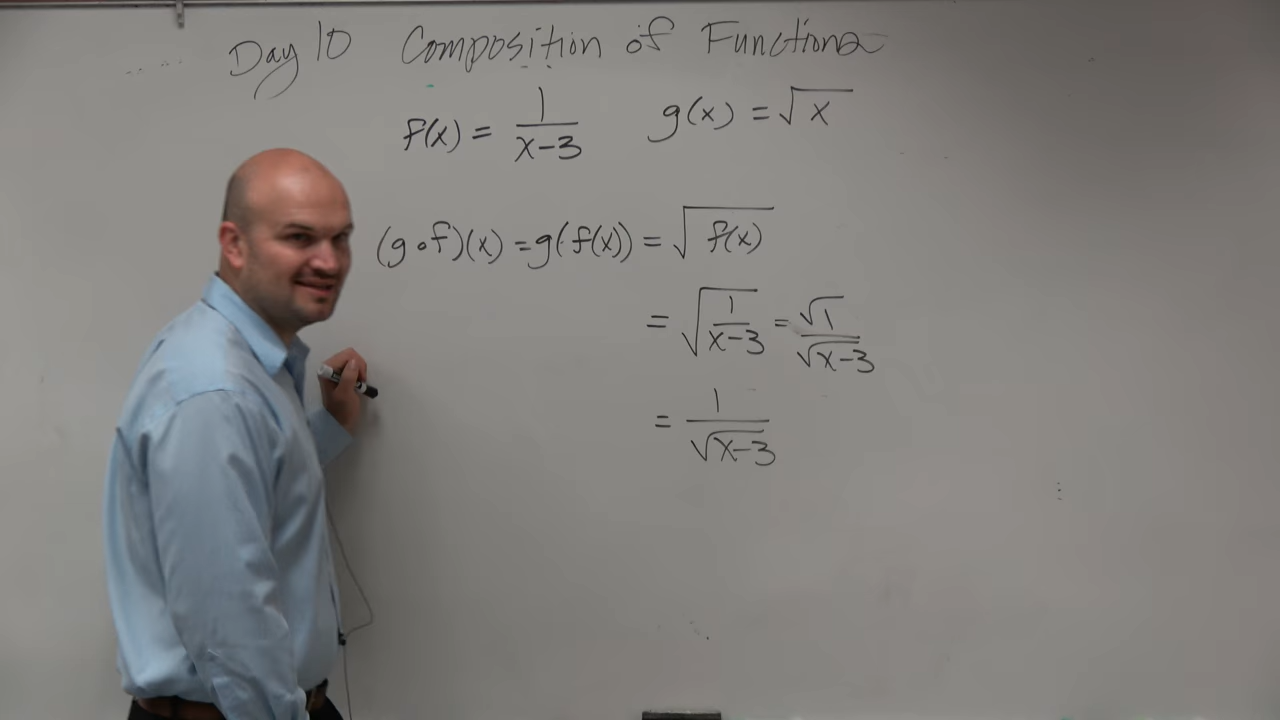 Day 10 Composition of Functions
f(x) = 1/(x-3) g(x) = √x
(g∘f)(x) = g(f(x)) = √f(x)
= √(1/(x-3)) = √1/√(x-3)
= 1/√(x-3)